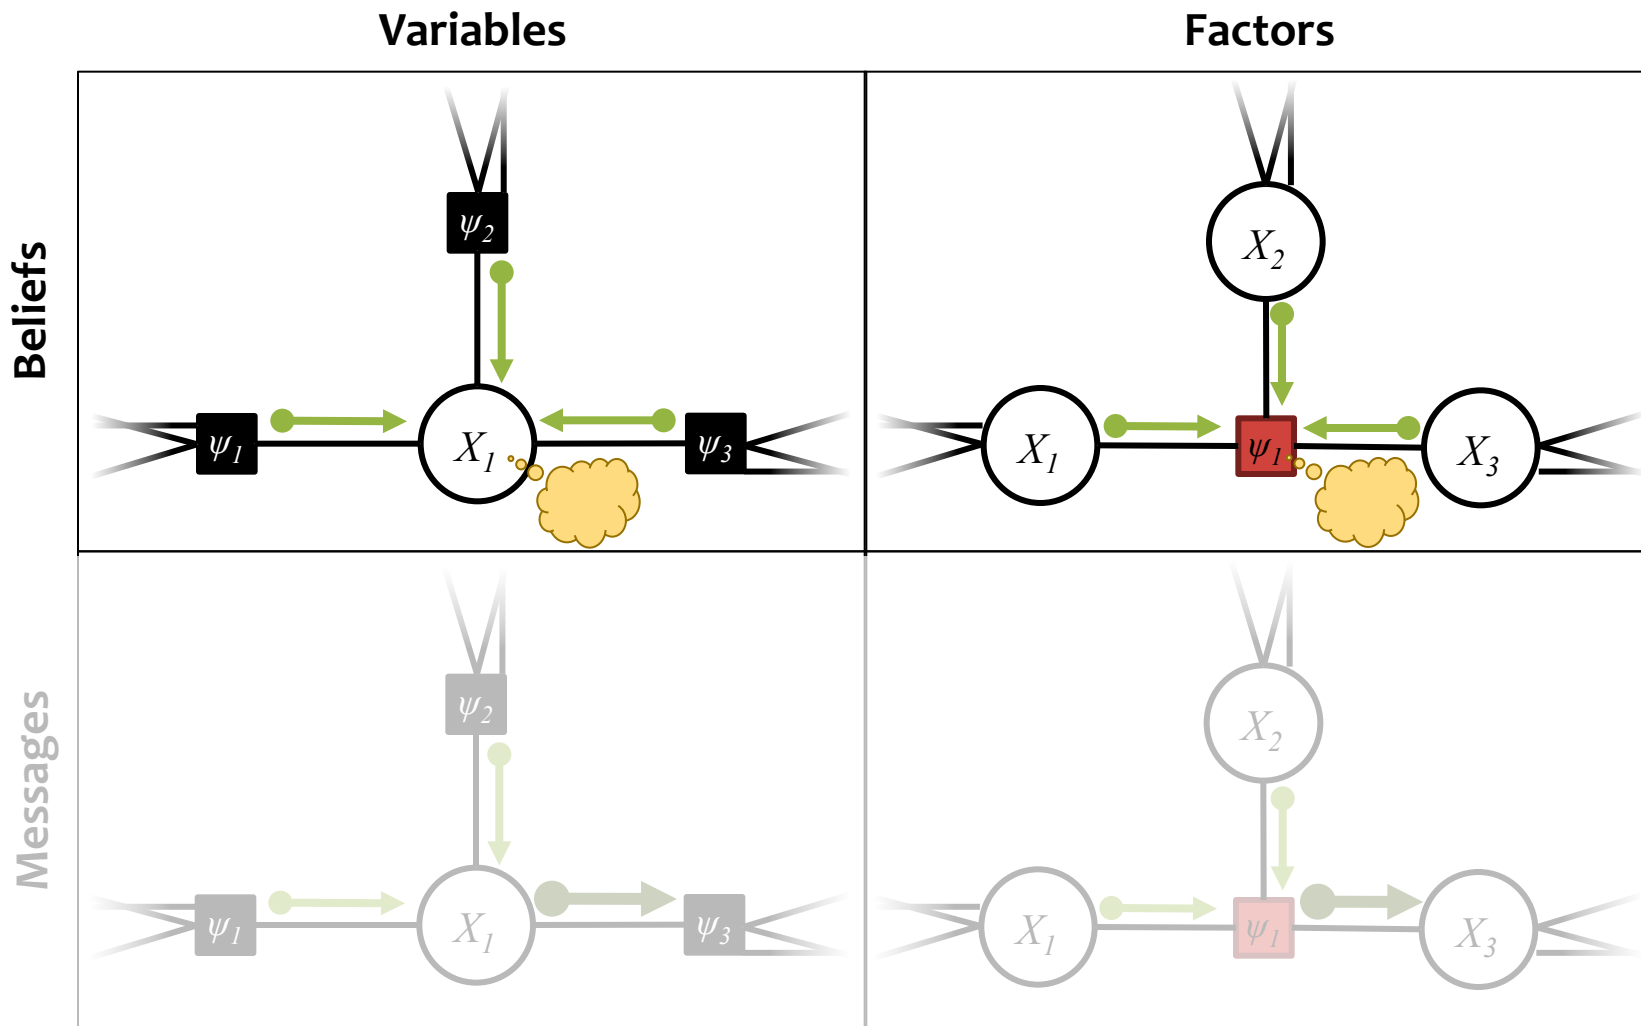 Variables
Factors
Beliefs
ψ2
ψ1
X1
ψ3
X2
X1
ψ1
X3
Messages
ψ2
ψ1
X1
ψ3
X2
X1
ψ1
X3